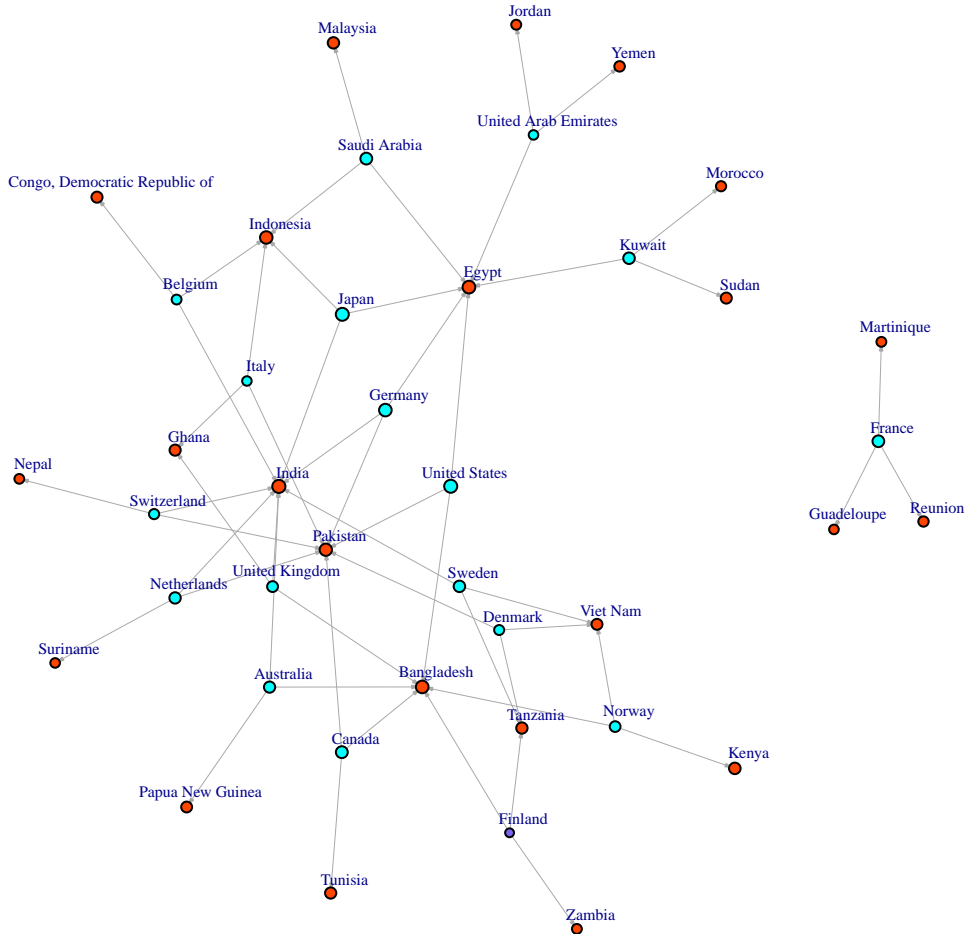 Jordan
Malaysia
Yemen
United Arab Emirates
Saudi Arabia
Morocco
Congo, Democratic Republic of
Indonesia
Kuwait
Egypt
Belgium
Japan
Sudan
Martinique
Italy
Germany
France
Ghana
Nepal
India
United States
Switzerland
Guadeloupe
Reunion
Pakistan
United Kingdom
Sweden
Netherlands
Denmark
Viet Nam
Suriname
Australia
Bangladesh
Tanzania
Norway
Canada
Kenya
Papua New Guinea
Finland
Tunisia
Zambia